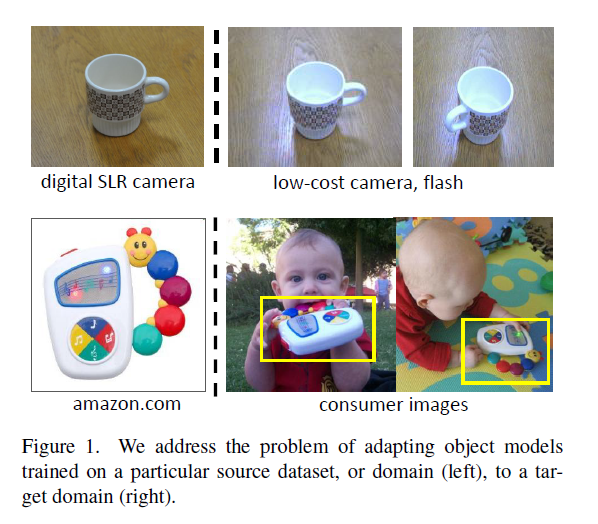 digital SLR camera
low-cost camera, flash
amazon.com
consumer images
Figure 1. We address the problem of adapting object models
trained on a particular source dataset, or domain (left), to a tar-
get domain (right).